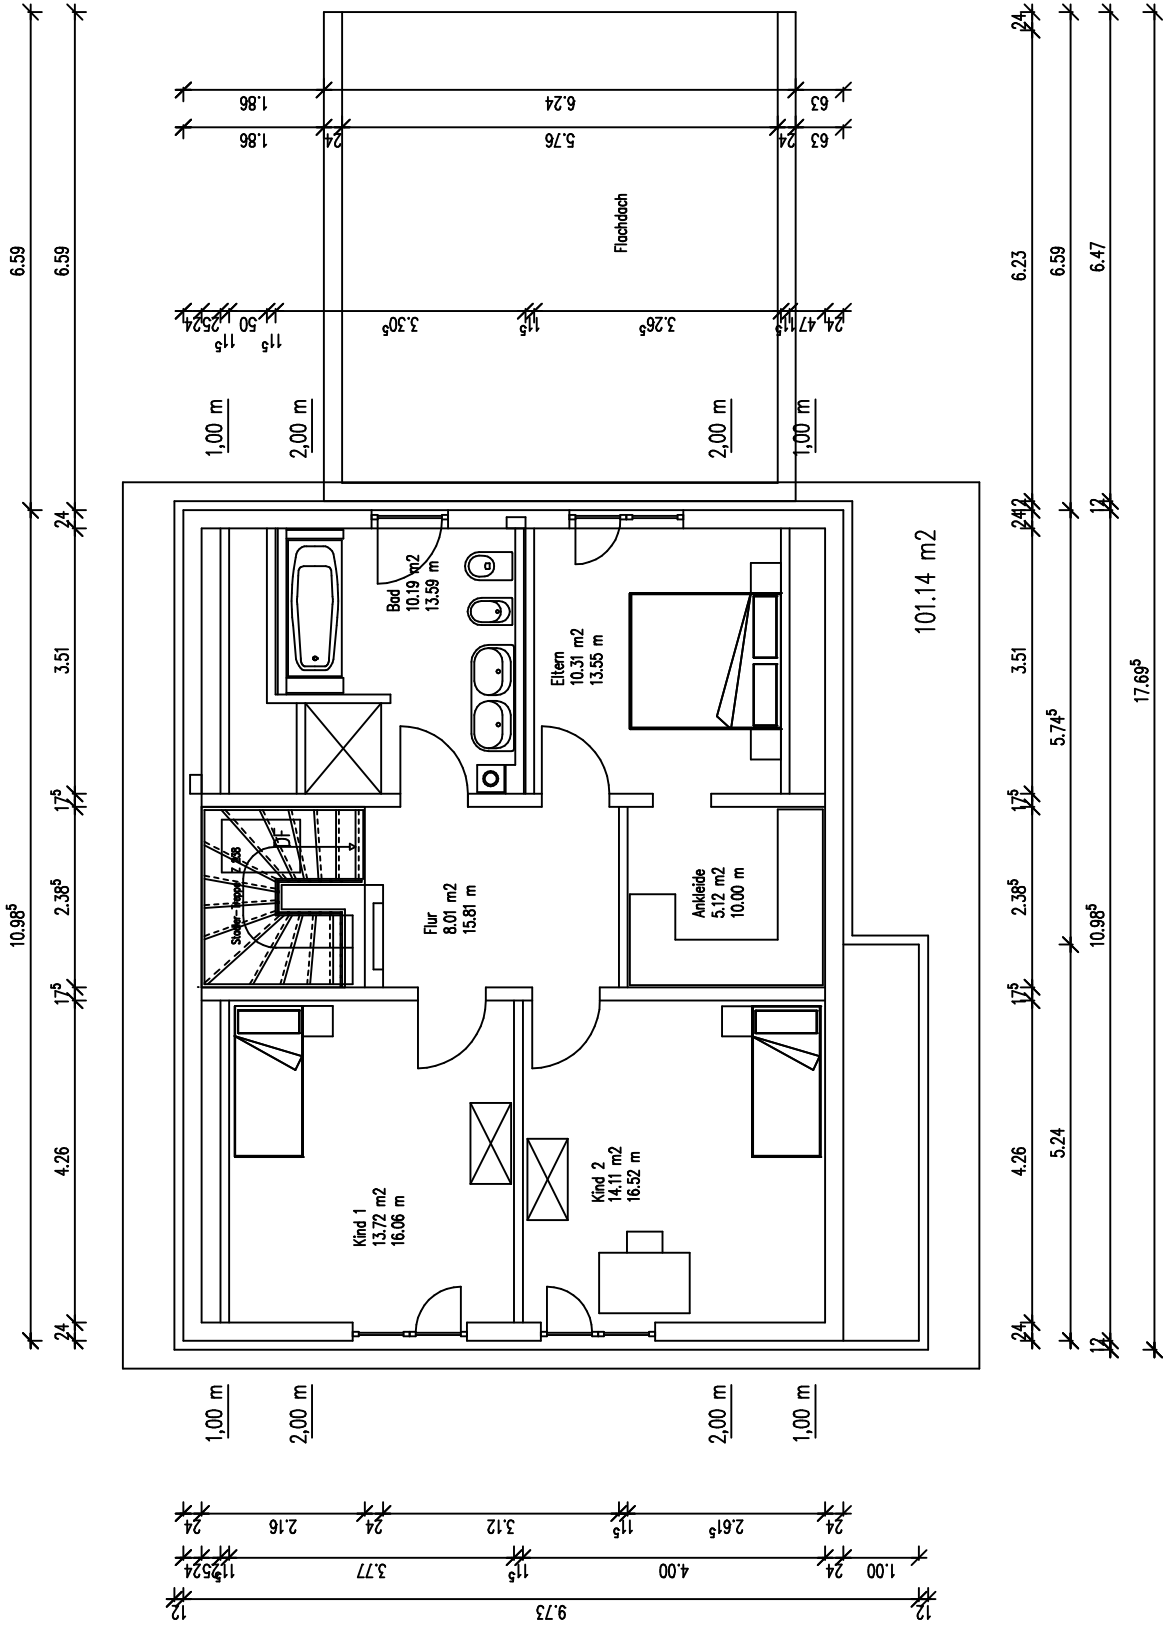 6.59
10.98⁵
6.59
24
3.51
17⁵
2.38⁵
17⁵
4.26
24
1.86
6.24
63
1.86
24
5.76
24
63
Flachdach
24
25
11⁵
50
11⁵
3.30⁵
11⁵
3.26⁵
11⁵
47
24
1,00 m
2,00 m
2,00 m
1,00 m
Bad
10.19 m2
13.59 m
Eltern
10.31 m2
13.55 m
101.14 m2
Stadler-Treppe Z 258
Flur
8.01 m2
15.81 m
Ankleide
5.12 m2
10.00 m
Kind 1
13.72 m2
16.06 m
Kind 2
14.11 m2
16.52 m
1,00 m
2,00 m
2,00 m
1,00 m
24
2.16
24
3.12
11⁵
2.61⁵
24
24
25
11⁵
3.77
11⁵
4.00
24
1.00
12
9.73
12
24
6.23
12
24
3.51
17⁵
2.38⁵
17⁵
4.26
24
6.59
5.74⁵
5.24
6.47
12
10.98⁵
12
17.69⁵